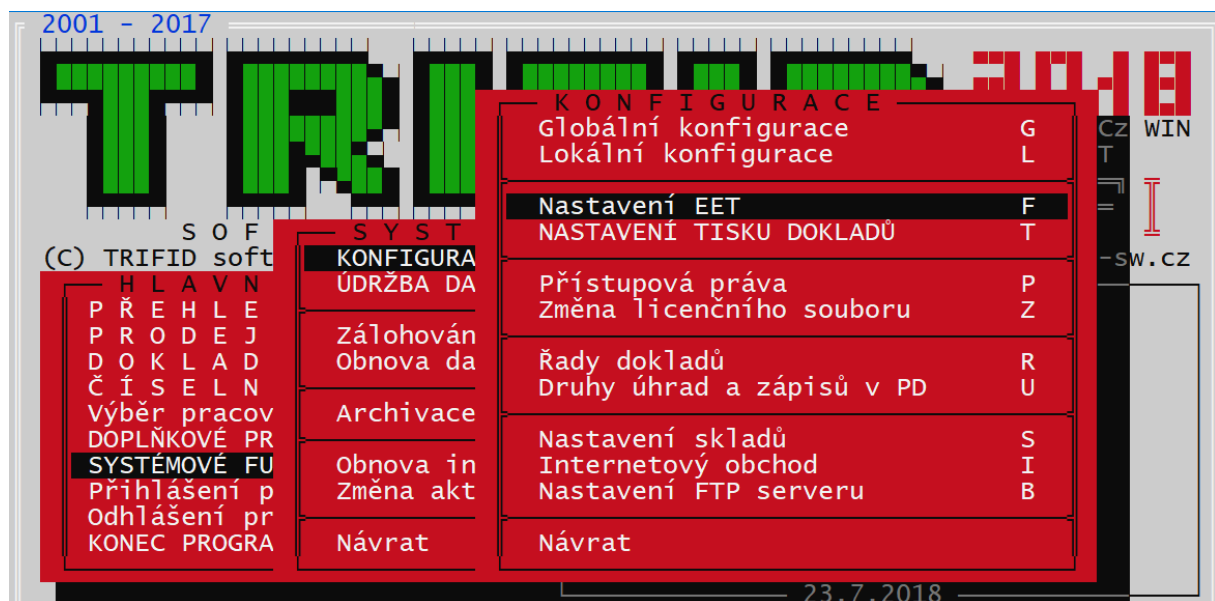 2001 - 2017
2018
Cz WIN
T
S O F
(C) TRIFID soft
-sw.cz
H L A V N
P Ř E H L E
P R O D E J
D O K L A D
Č Í S E L N
Výběr pracov
DOPLŇKOVÉ PR
SYSTÉMOVÉ FU
Přihlášení p
Odhlášení pr
KONEC PROGRA
S Y S T
KONFIGURA
ÚDRŽBA DA
Zálohován
Obnova da
Archivace
Obnova in
Změna akt
Návrat
K O N F I G U R A C E
Globální konfigurace G
Lokální konfigurace L
Nastavení EET F
NASTAVENÍ TISKU DOKLADŮ T
Přístupová práva P
Změna licenčního souboru Z
Řady dokladů R
Druhy úhrad a zápisů v PD U
Nastavení skladů S
Internetový obchod I
Nastavení FTP serveru B
Návrat
23.7.2018